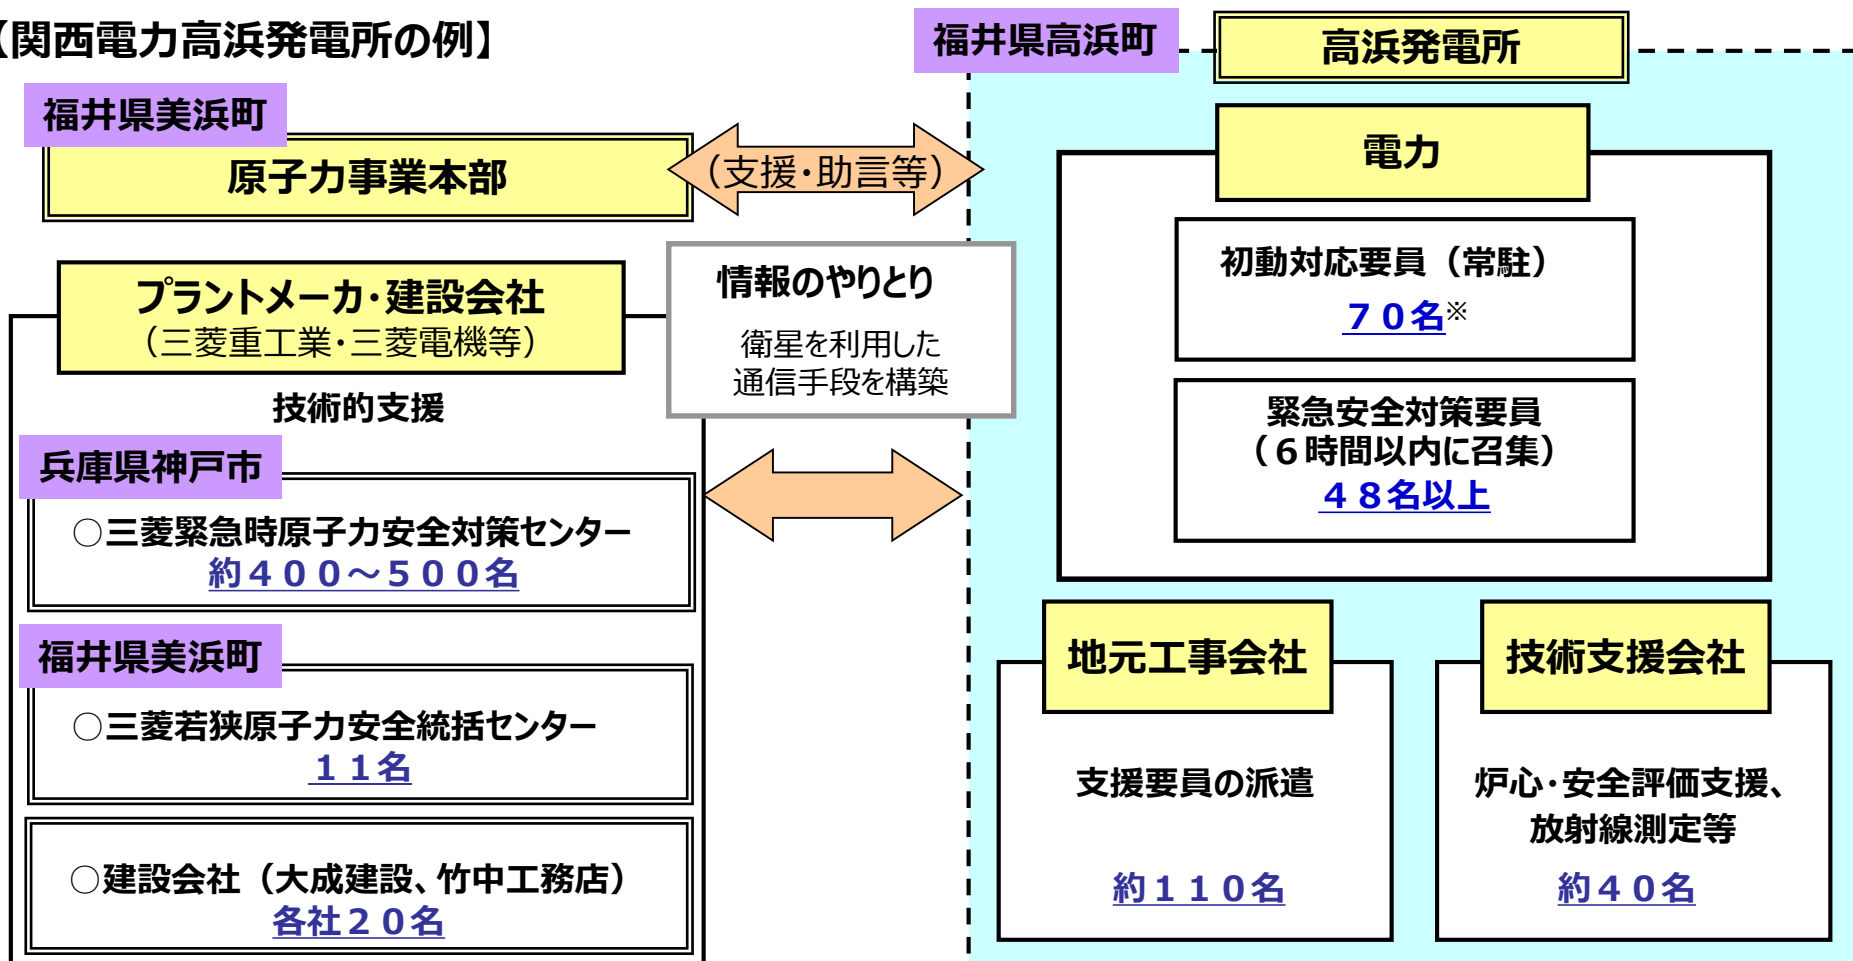 【関西電力高浜発電所の例】
福井県美浜町
原子力事業本部
（支援・助言等）
プラントメーカ・建設会社
（三菱重工業・三菱電機等）
技術的支援
兵庫県神戸市
○三菱緊急時原子力安全対策センター
約４００～５００名
福井県美浜町
○三菱若狭原子力安全統括センター
１１名
○建設会社（大成建設、竹中工務店）
各社２０名
情報のやりとり
衛星を利用した
通信手段を構築
福井県高浜町
高浜発電所
電力
初動対応要員（常駐）
７０名※
緊急安全対策要員
（６時間以内に召集）
４８名以上
地元工事会社
支援要員の派遣
約１１０名
技術支援会社
炉心・安全評価支援、
放射線測定等
約４０名